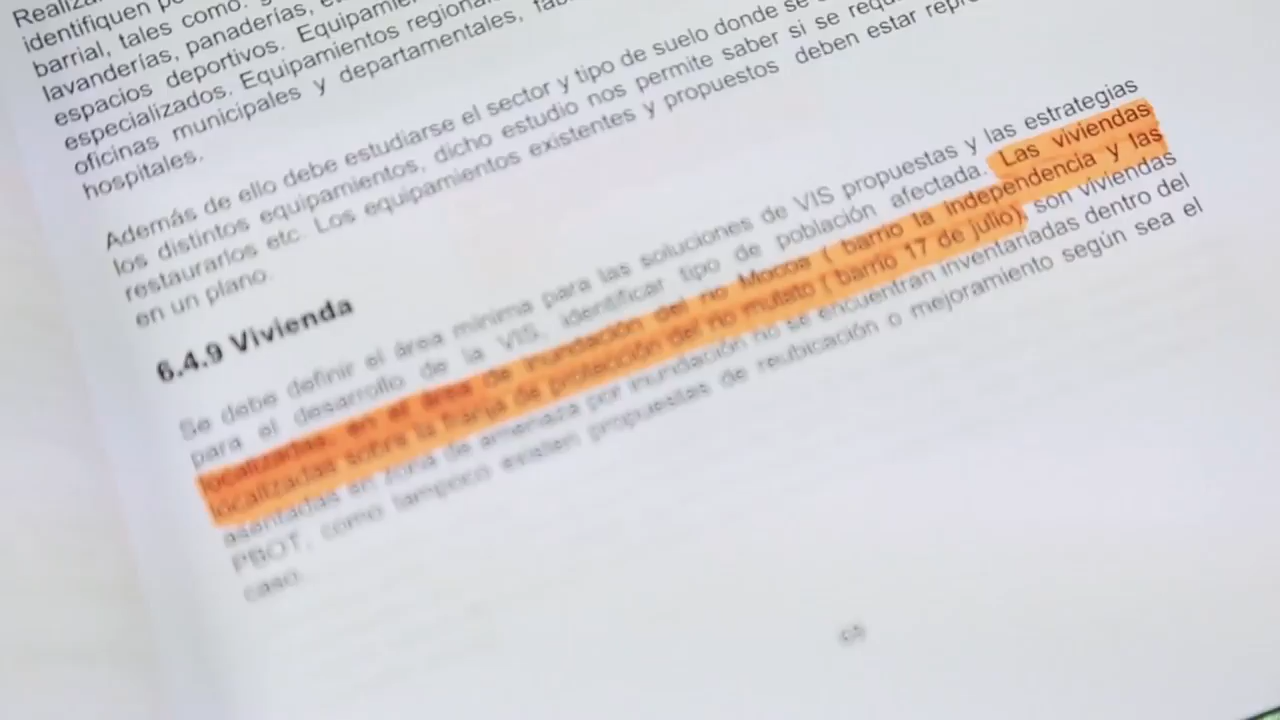 Realiza
identifiquen p
barrial, tales como:
lavanderías, panaderías,
espacios deportivos. Equipamie
especializados. Equipamientos regional
oficinas municipales y departamentales,
hospitales.
Además de ello debe estudiarse el sector y tipo de suelo donde se
los distintos equipamientos, dicho estudio nos permite saber si se requ
restaurarlos etc. Los equipamientos existentes y propuestos deben estar repre
en un plano.
6.4.9 Vivienda
Se debe definir el área mínima para las soluciones de VIS propuestas y las estrategias
para el desarrollo de la VIS, identificar tipo de población afectada. Las viviendas
localizadas en el área de inundación del rio Mocoa ( barrio la Independencia y las
localizadas sobre la franja de protección del rio mulato ( barrio 17 de julio), son viviendas
asentadas en zona de amenaza por inundación no se encuentran inventariadas dentro del
PBOT, como tampoco existen propuestas de reubicación o mejoramiento según sea el
caso.